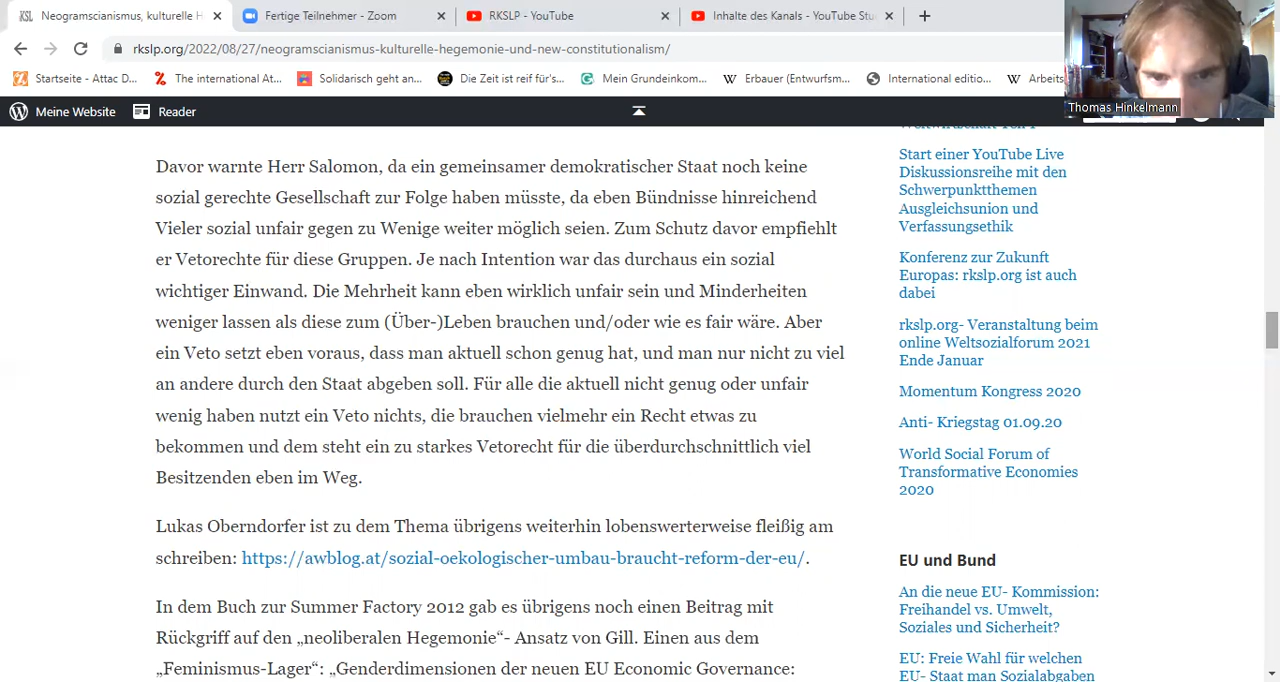 Neogramscianismus, kulturelle H
Fertige Teilnehmer - Zoom
RKSLP - YouTube
Inhalte des Kanals - YouTube Stu
rkslp.org/2022/08/27/neogramscianismus-kulturelle-hegemonie-und-new-constitutionalism/
Startseite - Attac D...
The international At...
Solidarisch geht an...
Die Zeit ist reif für's...
Mein Grundeinkom...
Erbauer (Entwurfsm...
International editio...
Arbeits
Thomas Hinkelmann
Meine Website
Reader
Davor warnte Herr Salomon, da ein gemeinsamer demokratischer Staat noch keine
sozial gerechte Gesellschaft zur Folge haben müsste, da eben Bündnisse hinreichend
Vieler sozial unfair gegen zu Wenige weiter möglich seien. Zum Schutz davor empfiehlt
er Vetorechte für diese Gruppen. Je nach Intention war das durchaus ein sozial
wichtiger Einwand. Die Mehrheit kann eben wirklich unfair sein und Minderheiten
weniger lassen als diese zum (Über-)Leben brauchen und/oder wie es fair wäre. Aber
ein Veto setzt eben voraus, dass man aktuell schon genug hat, und man nur nicht zu viel
an andere durch den Staat abgeben soll. Für alle die aktuell nicht genug oder unfair
wenig haben nutzt ein Veto nichts, die brauchen vielmehr ein Recht etwas zu
bekommen und dem steht ein zu starkes Vetorecht für die überdurchschnittlich viel
Besitzenden eben im Weg.
Lukas Oberndorfer ist zu dem Thema übrigens weiterhin lobenswerterweise fleißig am
schreiben: https://awblog.at/sozial-oekologischer-umbau-braucht-reform-der-eu/.
In dem Buch zur Summer Factory 2012 gab es übrigens noch einen Beitrag mit
Rückgriff auf den „neoliberalen Hegemonie“- Ansatz von Gill. Einen aus dem
„Feminismus-Lager“: „Genderdimensionen der neuen EU Economic Governance:
Weltwirtschaft Teil 1
Start einer YouTube Live
Diskussionsreihe mit den
Schwerpunktthemen
Ausgleichsunion und
Verfassungsethik
Konferenz zur Zukunft
Europas: rkslp.org ist auch
dabei
rkslp.org- Veranstaltung beim
online Weltsozialforum 2021
Ende Januar
Momentum Kongress 2020
Anti- Kriegstag 01.09.20
World Social Forum of
Transformative Economies
2020
EU und Bund
An die neue EU- Kommission:
Freihandel vs. Umwelt,
Soziales und Sicherheit?
EU: Freie Wahl für welchen
EU- Staat man Sozialabgaben